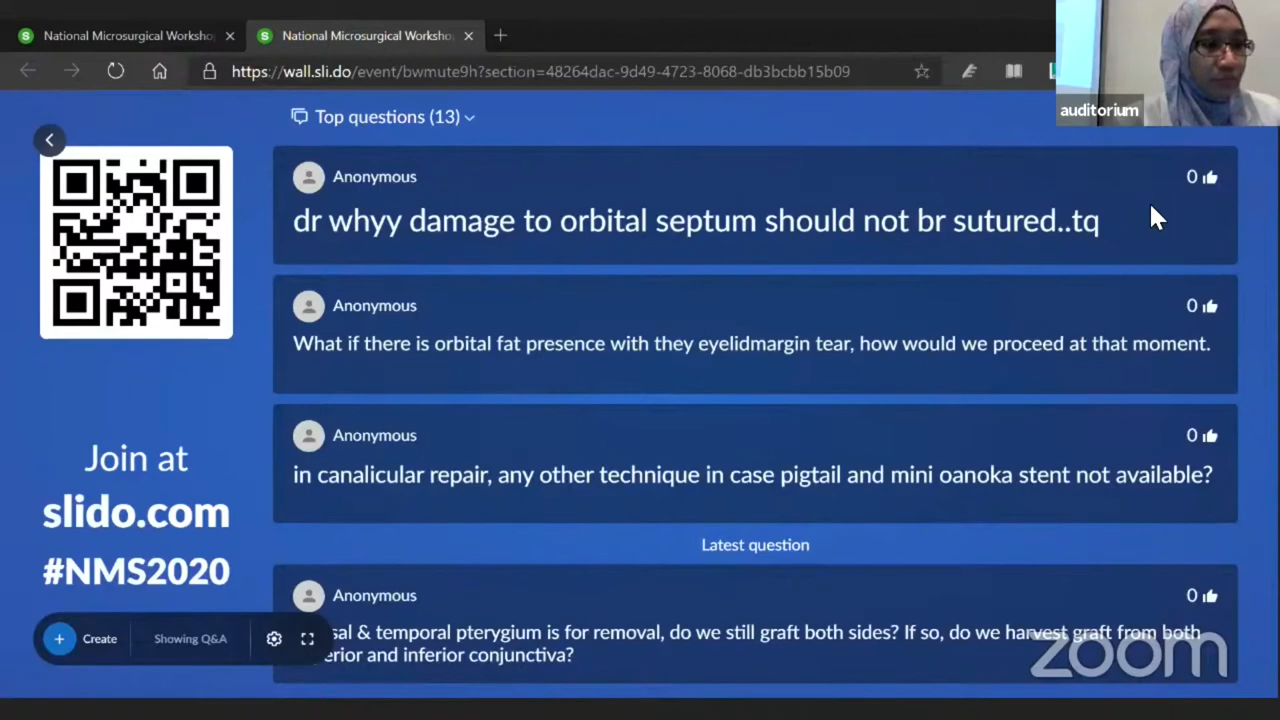 National Microsurgical Worksho
National Microsurgical Worksho
https://wall.sli.do/event/bwmute9h?section=48264dac-9d49-4723-8068-db3bcbb15b09
auditorium
Top questions (13)
Anonymous
0
dr whyy damage to orbital septum should not br sutured..tq
Anonymous
0
What if there is orbital fat presence with they eyelidmargin tear, how would we proceed at that moment.
Anonymous
0
in canalicular repair, any other technique in case pigtail and mini oanoka stent not available?
Join at
slido.com
#NMS2020
Latest question
Anonymous
0
sal & temporal pterygium is for removal, do we still graft both sides? If so, do we harvest graft from both
erior and inferior conjunctiva?
Create
Showing Q&A
zoom